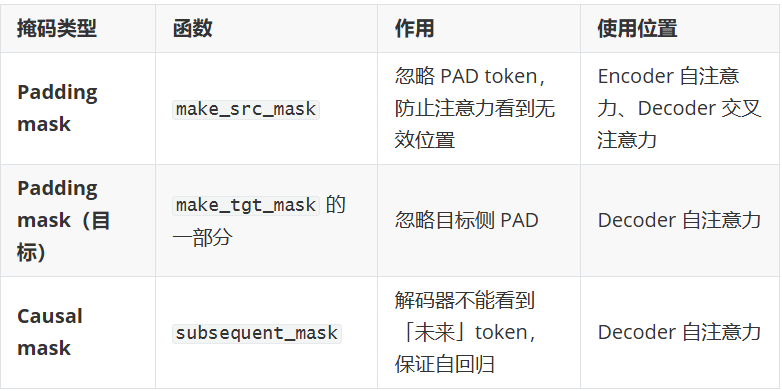 掩码类型 函数 作用 使用位置
Padding mask make_src_mask 忽略 PAD token，防止注意力看到无效位置 Encoder 自注意力、Decoder 交叉注意力
Padding mask（目标） make_tgt_mask 的一部分 忽略目标侧 PAD Decoder 自注意力
Causal mask subsequent_mask 解码器不能看到「未来」token，保证自回归 Decoder 自注意力